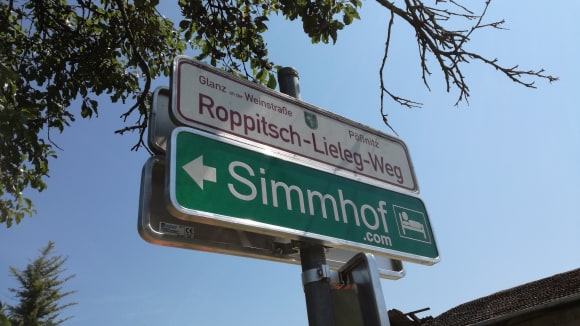 Glanz an der Weinstraße
Pößnitz
Roppitsch-Lieleg-Weg
Simmhof
.com